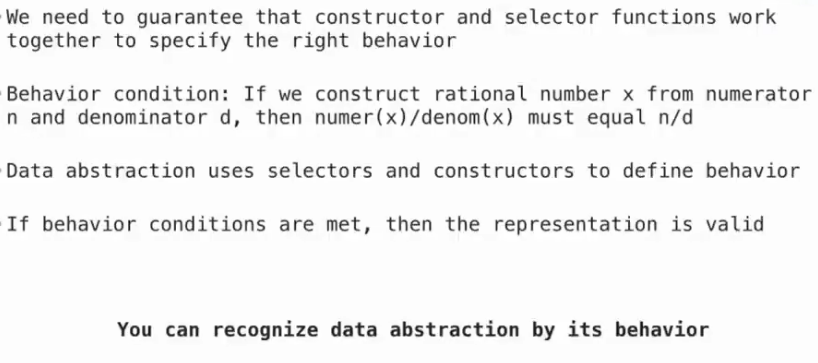 We need to guarantee that constructor and selector functions work
together to specify the right behavior
Behavior condition: If we construct rational number x from numerator
n and denominator d, then numer(x)/denom(x) must equal n/d
Data abstraction uses selectors and constructors to define behavior
If behavior conditions are met, then the representation is valid
You can recognize data abstraction by its behavior